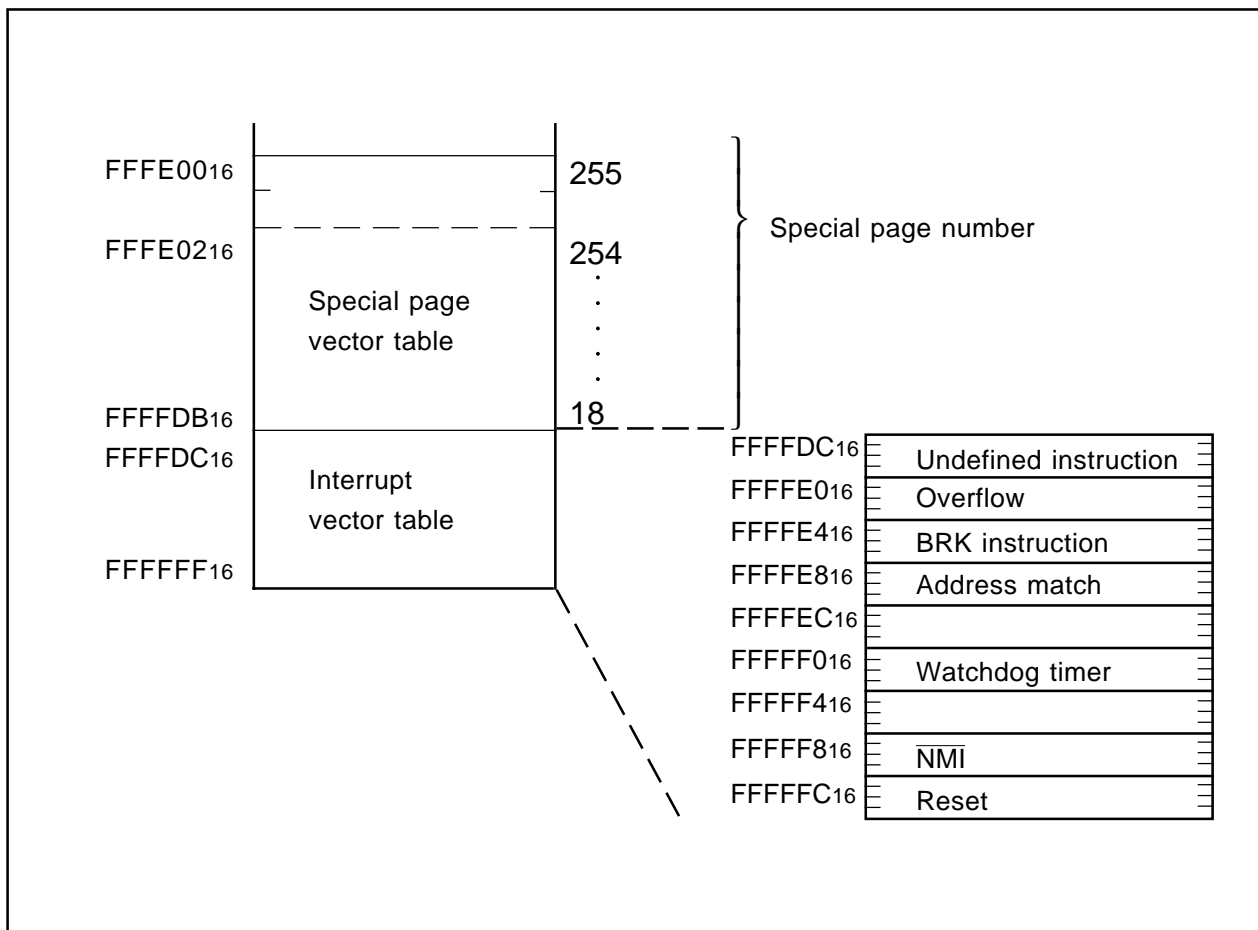 FFFE0016
255
Special page number
FFFE0216
254
Special page
vector table
FFFFDB16
18
FFFFDC16
Interrupt
vector table
FFFFFF16
FFFFDC16 Undefined instruction
FFFFE016 Overflow
FFFFE416 BRK instruction
FFFFE816 Address match
FFFFEC16
FFFFF016 Watchdog timer
FFFFF416
FFFFF816 NMI
FFFFFC16 Reset